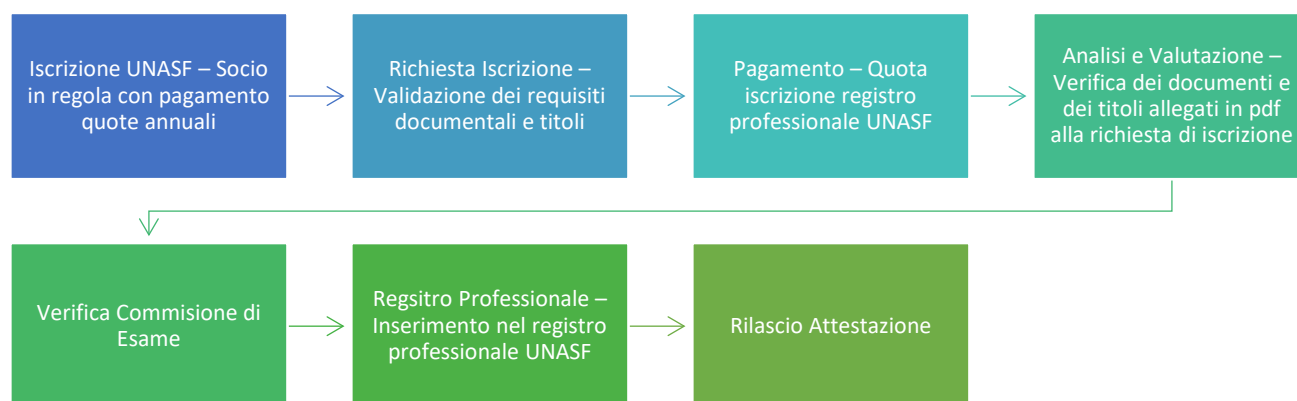 Iscrizione UNASF – Socio
in regola con pagamento
quote annuali
Richiesta Iscrizione –
Validazione dei requisiti
documentali e titoli
Pagamento – Quota
iscrizione registro
professionale UNASF
Analisi e Valutazione –
Verifica dei documenti e
dei titoli allegati in pdf
alla richiesta di iscrizione
Verifica Commisione di
Esame
Regsitro Professionale –
Inserimento nel registro
professionale UNASF
Rilascio Attestazione